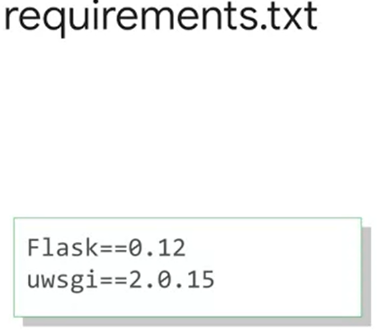 requirements.txt
Flask==0.12
uwsgi==2.0.15